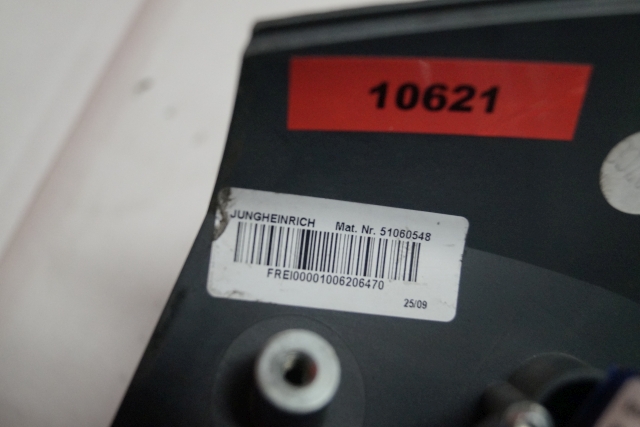 10621
JUNGHEINRICH Mat. Nr. 51060548
FREI00001006206470
25/09